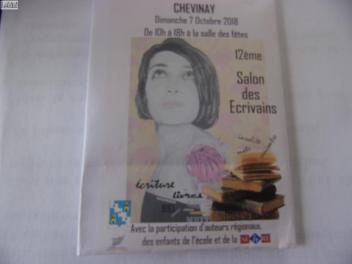 CHEVINAY
Dimanche 7 Octobre 2018
De 10h à 18h à la salle des fêtes
12ème
Salon
des
Ecrivains
écriture
livres
Avec la participation d'auteurs régionaux,
des enfants de l'école et de la